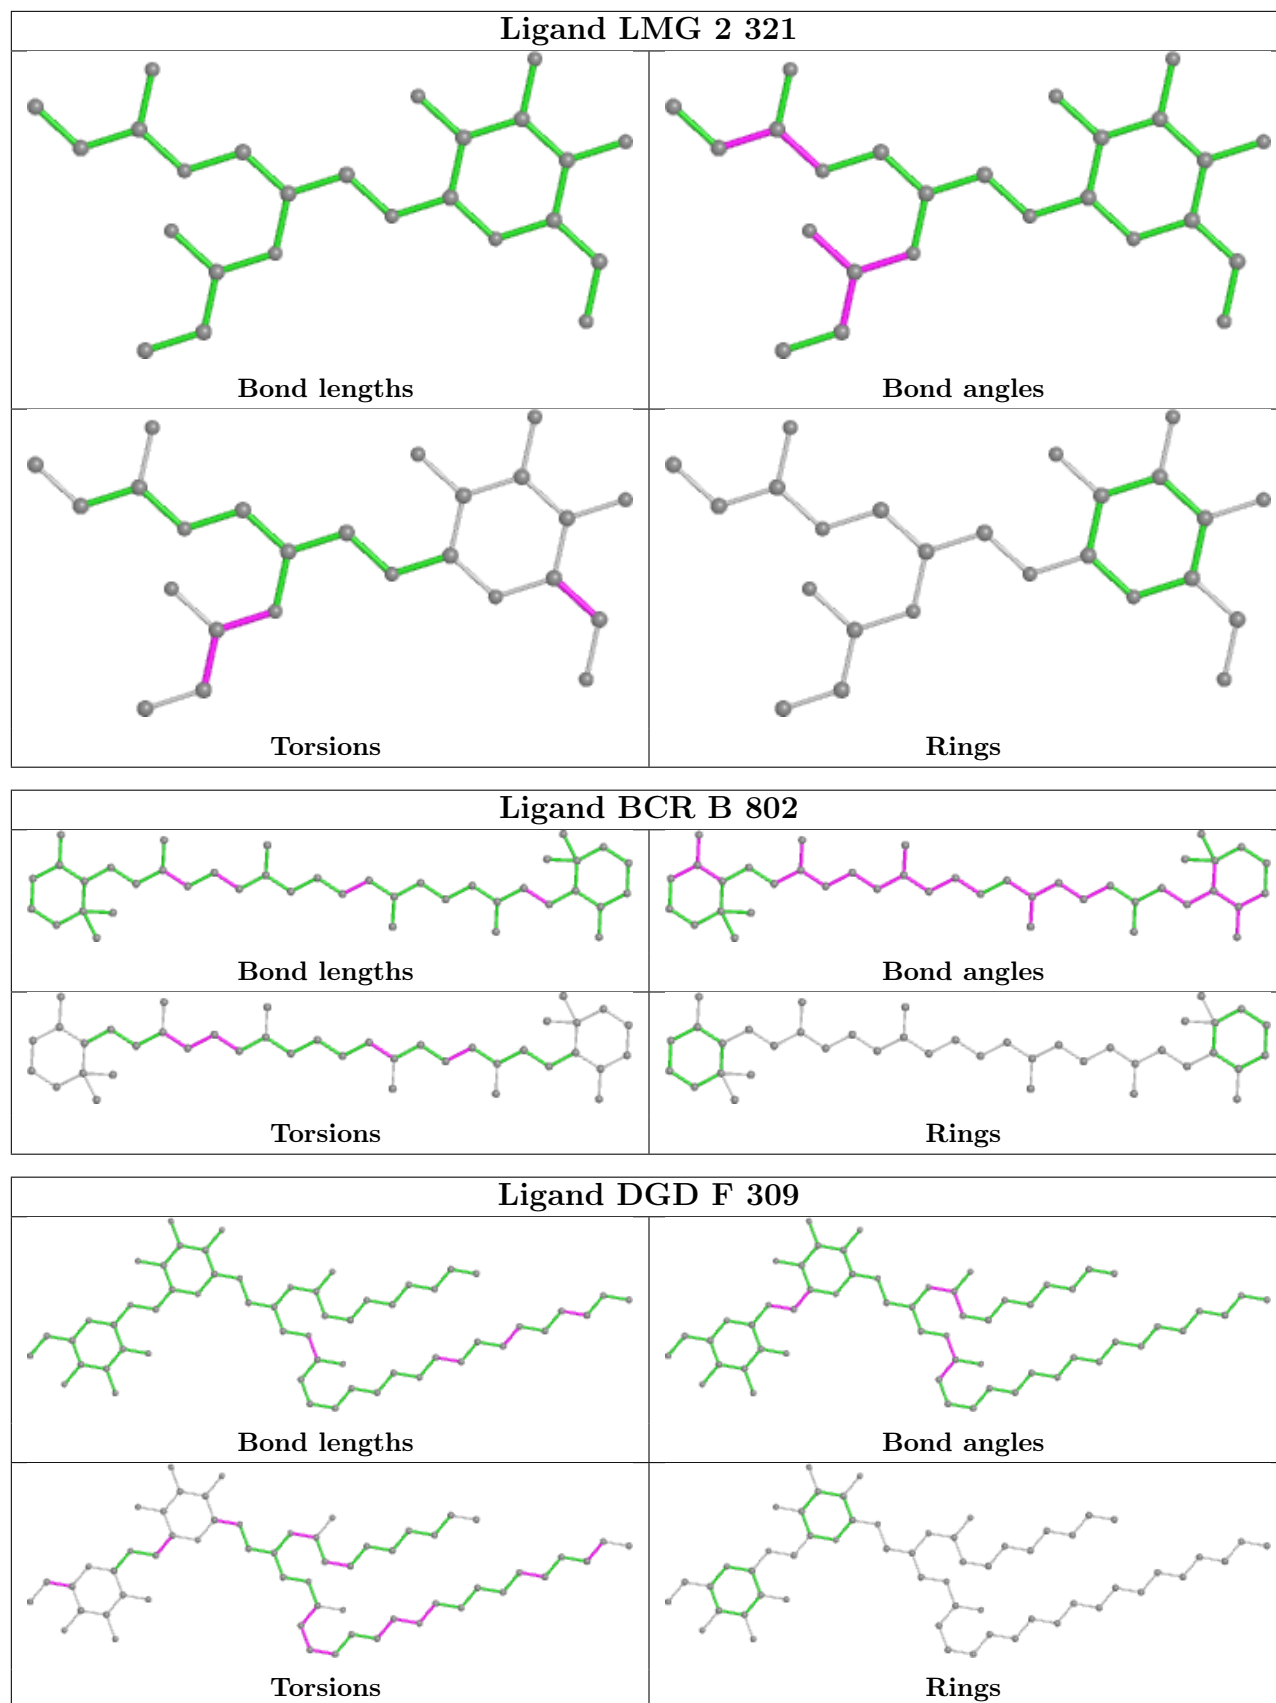 Ligand LMG 2 321
Bond lengths
Bond angles
Torsions
Rings
Ligand BCR B 802
Bond lengths
Bond angles
Torsions
Rings
Ligand DGD F 309
Bond lengths
Bond angles
Torsions
Rings